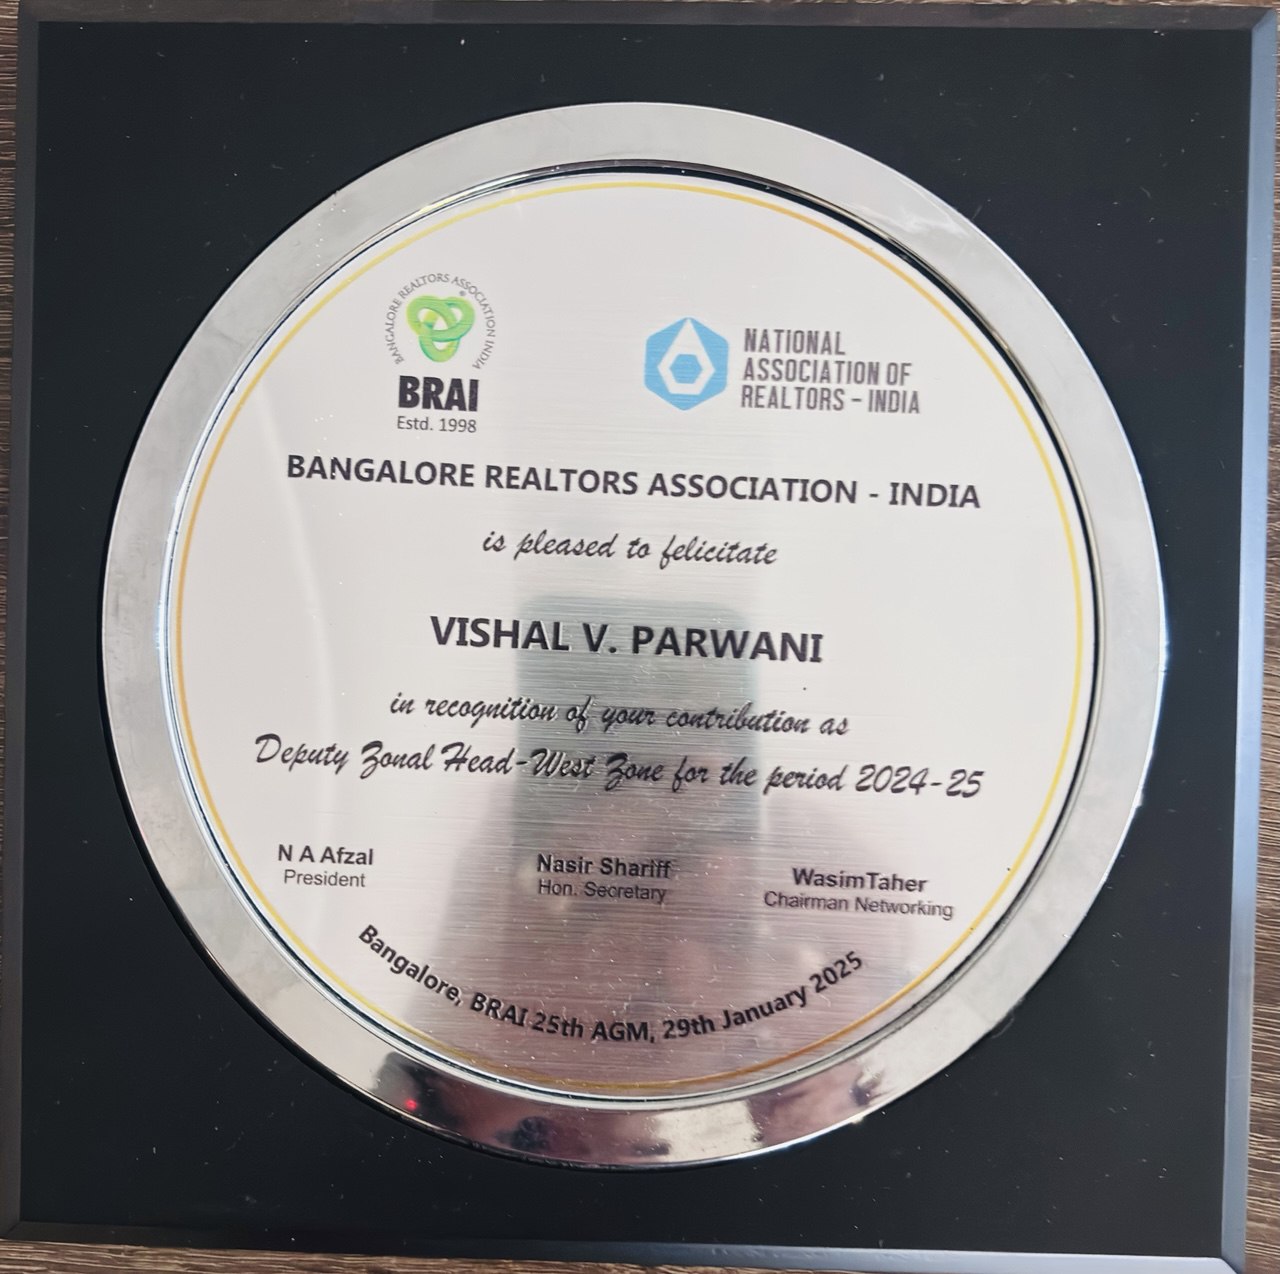 BANGALORE REALTORS ASSOCIATION INDIA
BRAI
Estd. 1998
NATIONAL
ASSOCIATION OF
REALTORS - INDIA
BANGALORE REALTORS ASSOCIATION - INDIA
is pleased to felicitate
VISHAL V. PARWANI
in recognition of your contribution as
Deputy Zonal Head-West Zone for the period 2024-25
N A Afzal
President
Nasir Shariff
Hon. Secretary
WasimTaher
Chairman Networking
Bangalore, BRAI 25th AGM, 29th January 2025